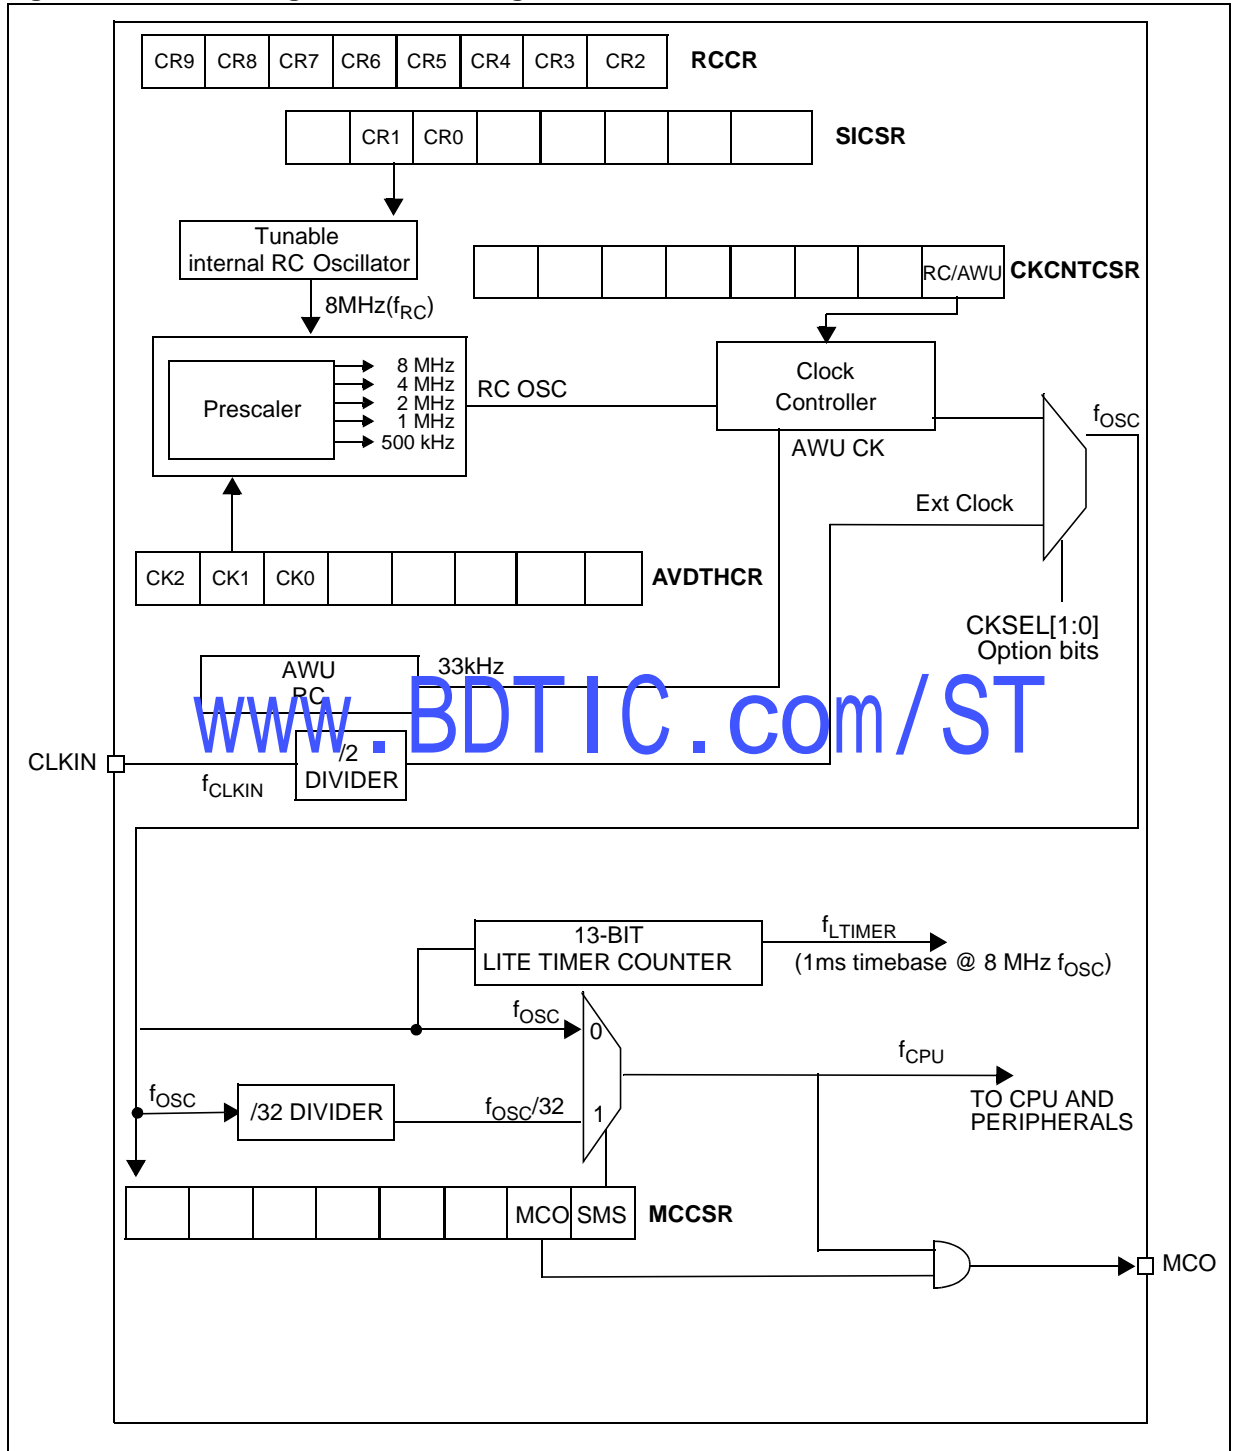 CR9 CR8 CR7 CR6 CR5 CR4 CR3 CR2 RCCR
CR1 CR0 SICSR
Tunable
internal RC Oscillator
RC/AWU CKCNTCSR
8MHz(fRC)
Prescaler
8 MHz
4 MHz
2 MHz
1 MHz
500 kHz
RC OSC
Clock
Controller
AWU CK
fOSC
Ext Clock
CK2 CK1 CK0 AVDTHCR
CKSEL[1:0]
Option bits
AWU
RC
33kHz
www.BDTIC.com/ST
CLKIN
fCLKIN
/2
DIVIDER
13-BIT
LITE TIMER COUNTER
fLTIMER
(1ms timebase @ 8 MHz fOSC)
fOSC
0
fCPU
TO CPU AND
PERIPHERALS
fOSC
/32 DIVIDER
fOSC/32
1
MCO SMS MCCSR
MCO